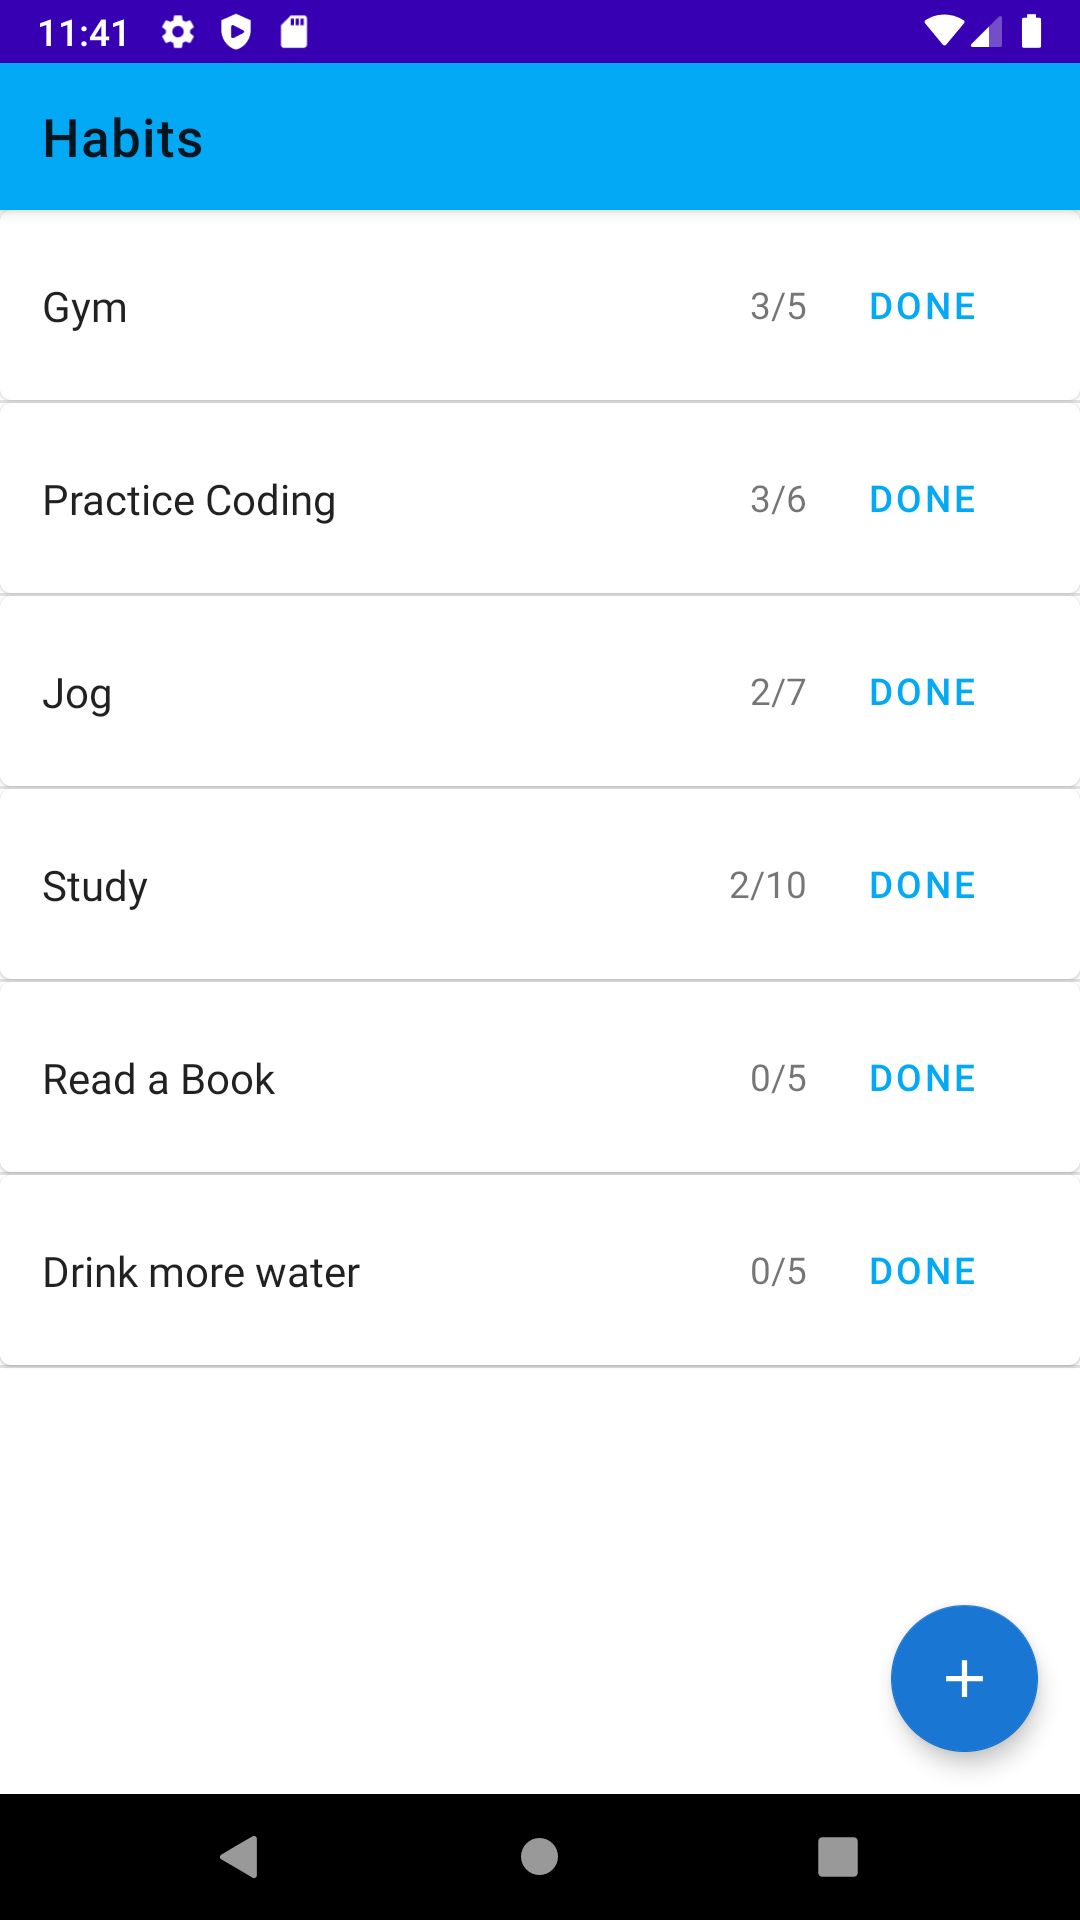 11:41
Habits
Gym 3/5 DONE
Practice Coding 3/6 DONE
Jog 2/7 DONE
Study 2/10 DONE
Read a Book 0/5 DONE
Drink more water 0/5 DONE